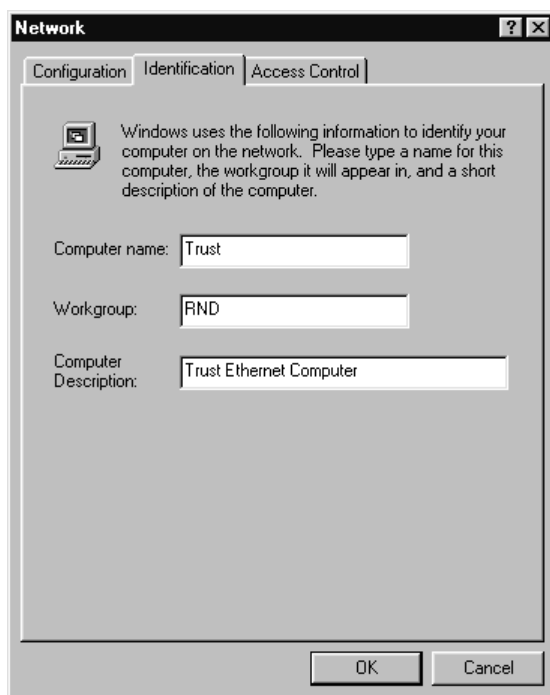 Network
Configuration Identification Access Control
Windows uses the following information to identify your
computer on the network. Please type a name for this
computer, the workgroup it will appear in, and a short
description of the computer.
Computer name: Trust
Workgroup: RND
Computer
Description: Trust Ethernet Computer
OK Cancel